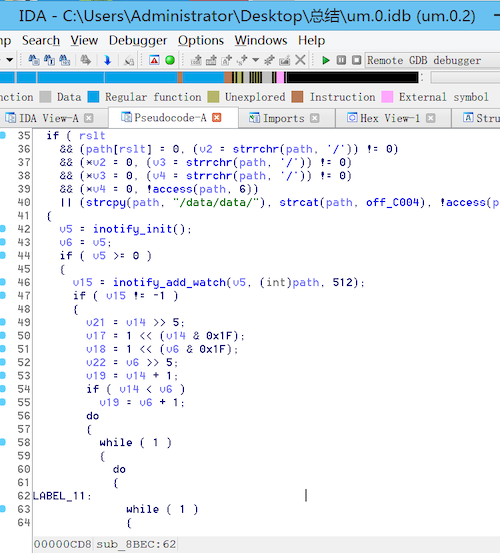 IDA - C:\Users\Administrator\Desktop\总结\um.0.idb (um.0.2)
mp Search View Debugger Options Windows Help
Remote GDB debugger
nction Data Regular function Unexplored Instruction External symbol
IDA View-A Pseudocode-A Imports Hex View-1 Stru
35 if ( rslt
36 && (path[rslt] = 0, (v2 = strrchr(path, '/')) != 0)
37 && (*v2 = 0, (v3 = strrchr(path, '/')) != 0)
38 && (*v3 = 0, (v4 = strrchr(path, '/')) != 0)
39 && (*v4 = 0, !access(path, 6))
40 || (strcpy(path, "/data/data/"), strcat(path, off_C004), !access(p
41 {
42 v5 = inotify_init();
43 v6 = v5;
44 if ( v5 >= 0 )
45 {
46 v15 = inotify_add_watch(v5, (int)path, 512);
47 if ( v15 != -1 )
48 {
49 v21 = v14 >> 5;
50 v17 = 1 << (v14 & 0x1F);
51 v18 = 1 << (v6 & 0x1F);
52 v22 = v6 >> 5;
53 v19 = v14 + 1;
54 if ( v14 < v6 )
55 v19 = v6 + 1;
56 do
57 {
58 while ( 1 )
59 {
60 do
61 {
62 LABEL_11:
63 while ( 1 )
64 {
00000CD8 sub_8BEC:62